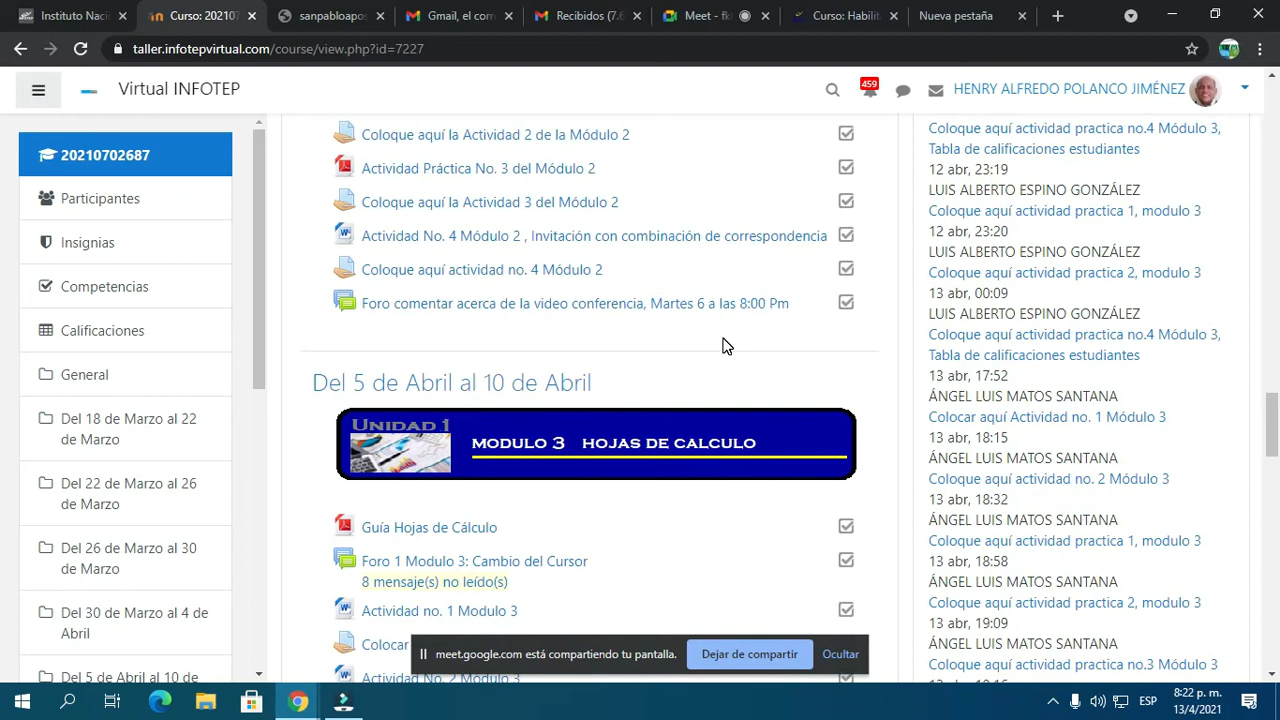 Instituto Naci
Curso: 202107
sanpabloapos
Gmail, el corr
Recibidos (7.6
Meet - fk
Curso: Habilit
Nueva pestaña
taller.infotepvirtual.com/course/view.php?id=7227
Virtual INFOTEP
459
HENRY ALFREDO POLANCO JIMÉNEZ
20210702687
Participantes
Insignias
Competencias
Calificaciones
General
Del 18 de Marzo al 22
de Marzo
Del 22 de Marzo al 26
de Marzo
Del 26 de Marzo al 30
de Marzo
Del 30 de Marzo al 4 de
Abril
Del 5 de Abril al 10 de
Coloque aquí la Actividad 2 de la Módulo 2
Actividad Práctica No. 3 del Módulo 2
Coloque aquí la Actividad 3 del Módulo 2
Actividad No. 4 Módulo 2 , Invitación con combinación de correspondencia
Coloque aquí actividad no. 4 Módulo 2
Foro comentar acerca de la video conferencia, Martes 6 a las 8:00 Pm
Del 5 de Abril al 10 de Abril
UNIDAD 1
MODULO 3 HOJAS DE CALCULO
Guía Hojas de Cálculo
Foro 1 Modulo 3: Cambio del Cursor
8 mensaje(s) no leído(s)
Actividad no. 1 Modulo 3
Colocar
Actividad No. 2 Módulo 3
Coloque aquí actividad practica no.4 Módulo 3,
Tabla de calificaciones estudiantes
12 abr, 23:19
LUIS ALBERTO ESPINO GONZÁLEZ
Coloque aquí actividad practica 1, modulo 3
12 abr, 23:20
LUIS ALBERTO ESPINO GONZÁLEZ
Coloque aquí actividad practica 2, modulo 3
13 abr, 00:09
LUIS ALBERTO ESPINO GONZÁLEZ
Coloque aquí actividad practica no.4 Módulo 3,
Tabla de calificaciones estudiantes
13 abr, 17:52
ÁNGEL LUIS MATOS SANTANA
Colocar aquí Actividad no. 1 Módulo 3
13 abr, 18:15
ÁNGEL LUIS MATOS SANTANA
Coloque aquí actividad no. 2 Módulo 3
13 abr, 18:32
ÁNGEL LUIS MATOS SANTANA
Coloque aquí actividad practica 1, modulo 3
13 abr, 18:58
ÁNGEL LUIS MATOS SANTANA
Coloque aquí actividad practica 2, modulo 3
13 abr, 19:09
ÁNGEL LUIS MATOS SANTANA
Coloque aquí actividad practica no.3 Módulo 3
meet.google.com está compartiendo tu pantalla.
Dejar de compartir
Ocultar
ESP
8:22 p. m.
13/4/2021